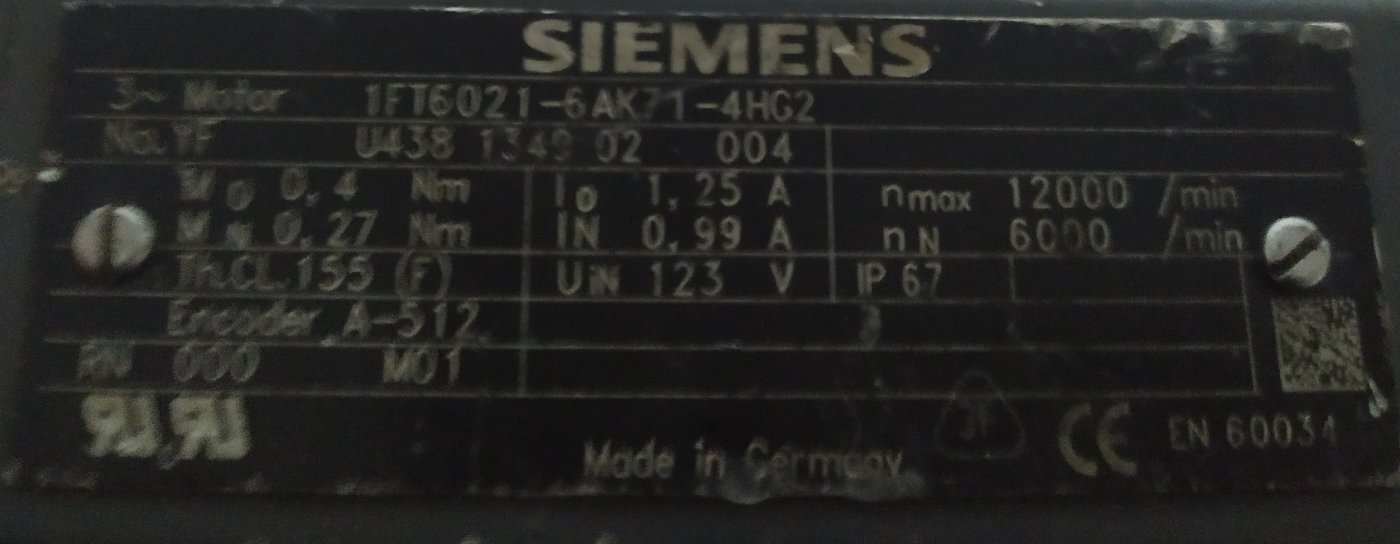 SIEMENS
3~ Motor 1FT6021-6AK71-4HG2
No. YF U438 1349 02 004
M0 0,4 Nm I0 1,25 A nmax 12000 /min
MN 0,27 Nm IN 0,99 A nN 6000 /min
Th.CL.155 (F) UIN 123 V IP 67
Encoder A-512
RN 000 M01
Made in Germany
CE EN 60034